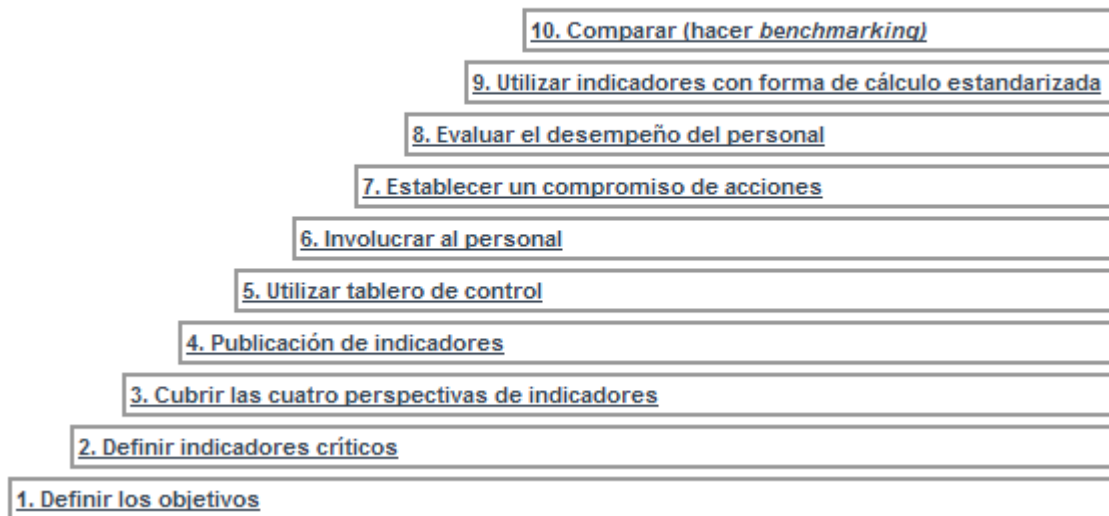 10. Comparar (hacer benchmarking)
9. Utilizar indicadores con forma de cálculo estandarizada
8. Evaluar el desempeño del personal
7. Establecer un compromiso de acciones
6. Involucrar al personal
5. Utilizar tablero de control
4. Publicación de indicadores
3. Cubrir las cuatro perspectivas de indicadores
2. Definir indicadores críticos
1. Definir los objetivos